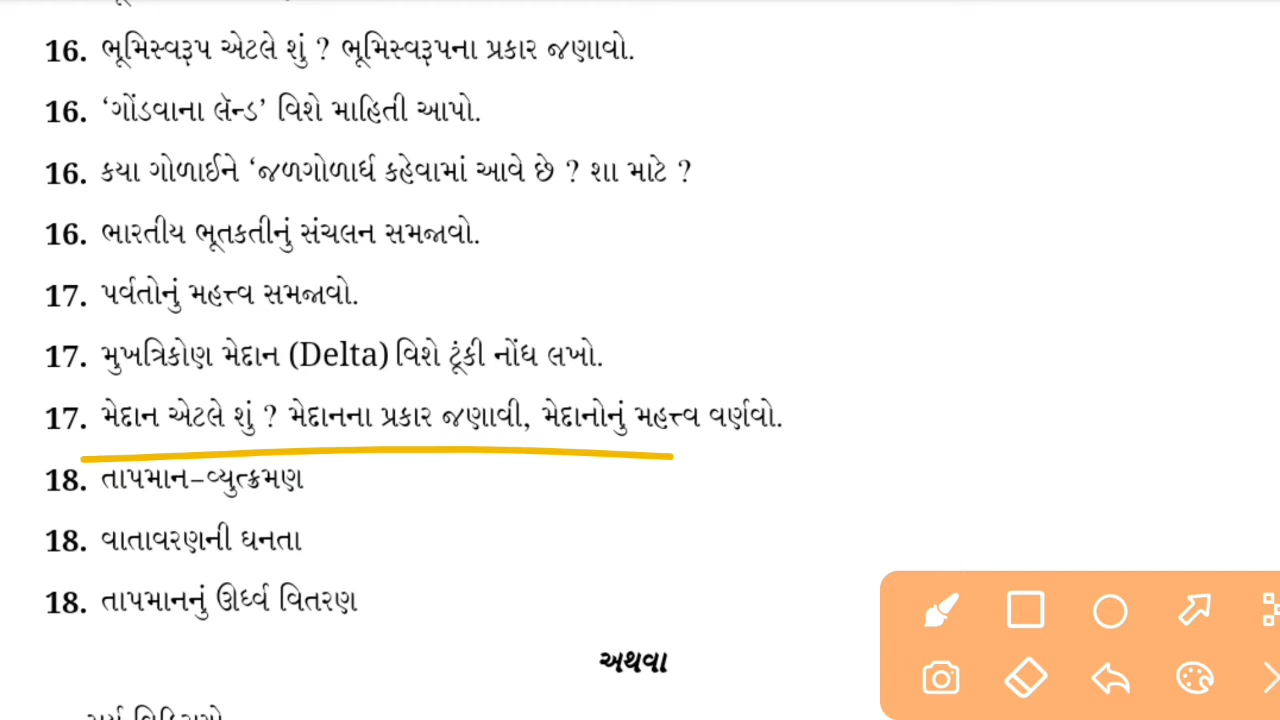 16. ભૂમિસ્વરૂપ એટલે શું ? ભૂમિસ્વરૂપના પ્રકાર જણાવો.
16. ‘ગોંડવાના લૅન્ડ’ વિશે માહિતી આપો.
16. કયા ગોળાઈને ‘જળગોળાર્ધ કહેવામાં આવે છે ? શા માટે ?
16. ભારતીય ભૂતકતીનું સંચલન સમજાવો.
17. પર્વતોનું મહત્ત્વ સમજાવો.
17. મુખત્રિકોણ મેદાન (Delta) વિશે ટૂંકી નોંધ લખો.
17. મેદાન એટલે શું ? મેદાનના પ્રકાર જણાવી, મેદાનોનું મહત્ત્વ વર્ણવો.
18. તાપમાન–વ્યુત્ક્રમણ
18. વાતાવરણની ઘનતા
18. તાપમાનનું ઊર્ધ્વ વિતરણ
અથવા